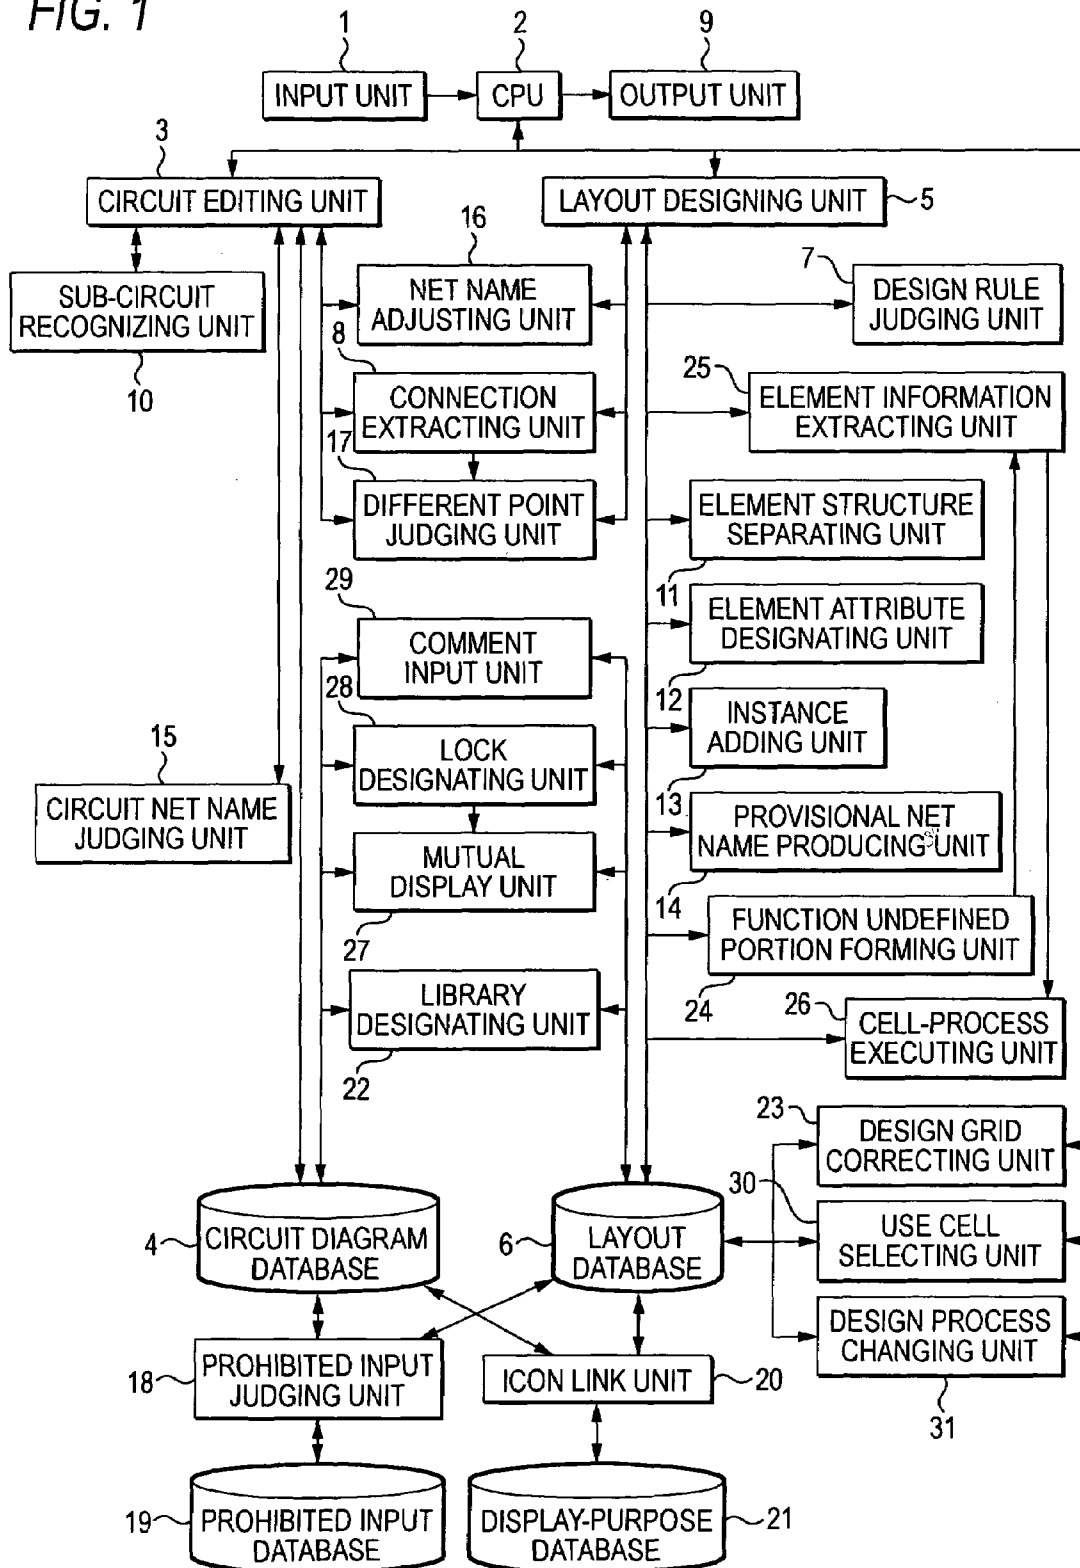 FIG. 1
1
2
9
INPUT UNIT
CPU
OUTPUT UNIT
3
CIRCUIT EDITING UNIT
LAYOUT DESIGNING UNIT
5
16
7
SUB-CIRCUIT
RECOGNIZING UNIT
10
NET NAME
ADJUSTING UNIT
DESIGN RULE
JUDGING UNIT
8
25
CONNECTION
EXTRACTING UNIT
ELEMENT INFORMATION
EXTRACTING UNIT
17
DIFFERENT POINT
JUDGING UNIT
ELEMENT STRUCTURE
SEPARATING UNIT
11
29
ELEMENT ATTRIBUTE
DESIGNATING UNIT
12
COMMENT
INPUT UNIT
28
INSTANCE
ADDING UNIT
13
LOCK
DESIGNATING UNIT
15
CIRCUIT NET NAME
JUDGING UNIT
PROVISIONAL NET
NAME PRODUCING UNIT
14
MUTUAL
DISPLAY UNIT
27
FUNCTION UNDEFINED
PORTION FORMING UNIT
24
LIBRARY
DESIGNATING UNIT
22
26
CELL-PROCESS
EXECUTING UNIT
23
DESIGN GRID
CORRECTING UNIT
30
4
CIRCUIT DIAGRAM
DATABASE
6
LAYOUT
DATABASE
USE CELL
SELECTING UNIT
DESIGN PROCESS
CHANGING UNIT
31
18
PROHIBITED INPUT
JUDGING UNIT
ICON LINK UNIT
20
19
PROHIBITED INPUT
DATABASE
DISPLAY-PURPOSE
DATABASE
21